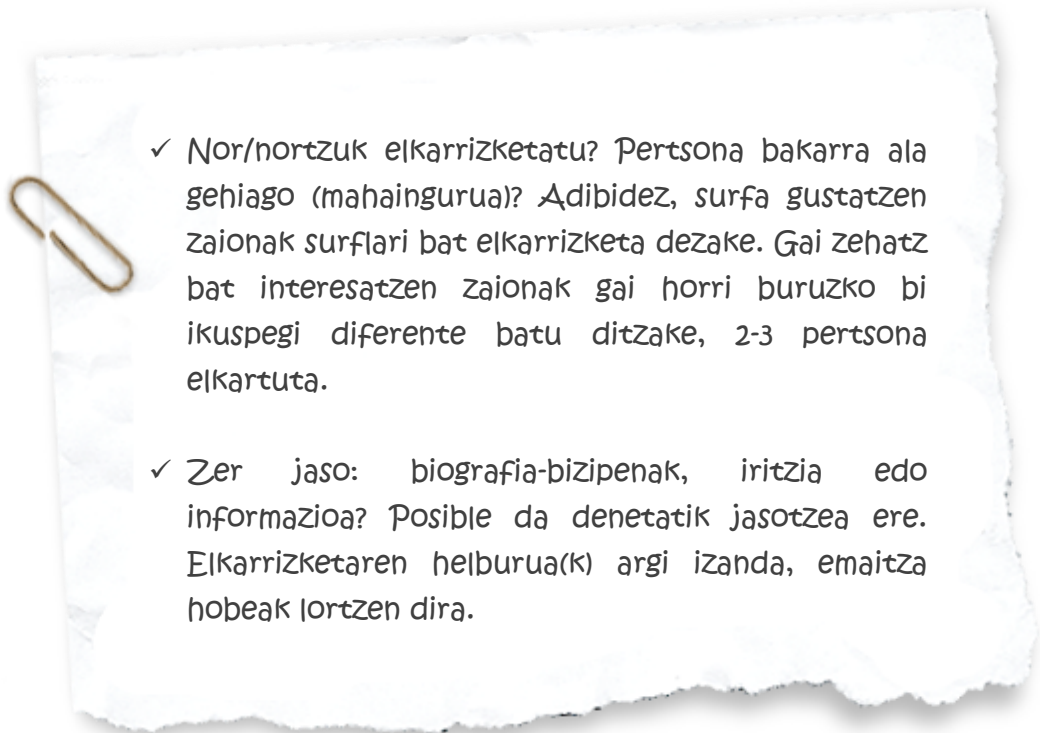 ✓ Nor/nortzuk elkarrizketatu? Pertsona bakarra ala
gehiago (mahaingurua)? Adibidez, surfa gustatzen
zaionak surflari bat elkarrizketa dezake. Gai zehatz
bat interesatzen zaionak gai horri buruzko bi
ikuspegi diferente batu ditzake, 2-3 pertsona
elkartuta.
✓ Zer jaso: biografia-bizipenak, iritzia edo
informazioa? Posible da denetatik jasotzea ere.
Elkarrizketaren helburua(k) argi izanda, emaitza
hobeak lortzen dira.